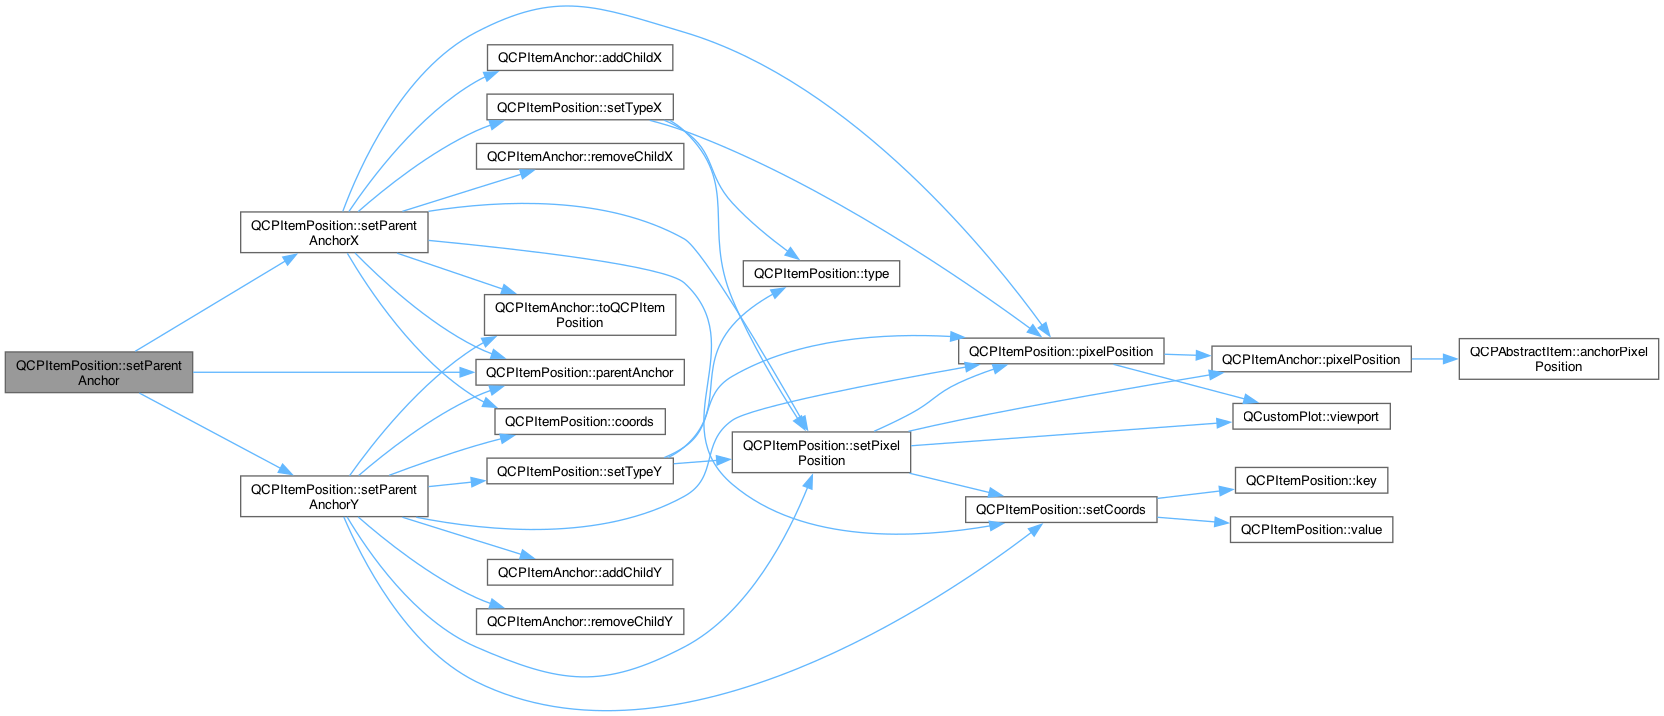 QCPItemPosition::setParent
Anchor
QCPItemPosition::setParent
AnchorX
QCPItemPosition::setParent
AnchorY
QCPItemAnchor::addChildX
QCPItemPosition::setTypeX
QCPItemAnchor::removeChildX
QCPItemAnchor::toQCPItem
Position
QCPItemPosition::parentAnchor
QCPItemPosition::coords
QCPItemPosition::setTypeY
QCPItemAnchor::addChildY
QCPItemAnchor::removeChildY
QCPItemPosition::type
QCPItemPosition::setPixel
Position
QCPItemPosition::pixelPosition
QCPItemPosition::setCoords
QCPItemAnchor::pixelPosition
QCustomPlot::viewport
QCPItemPosition::key
QCPItemPosition::value
QCPAbstractItem::anchorPixel
Position